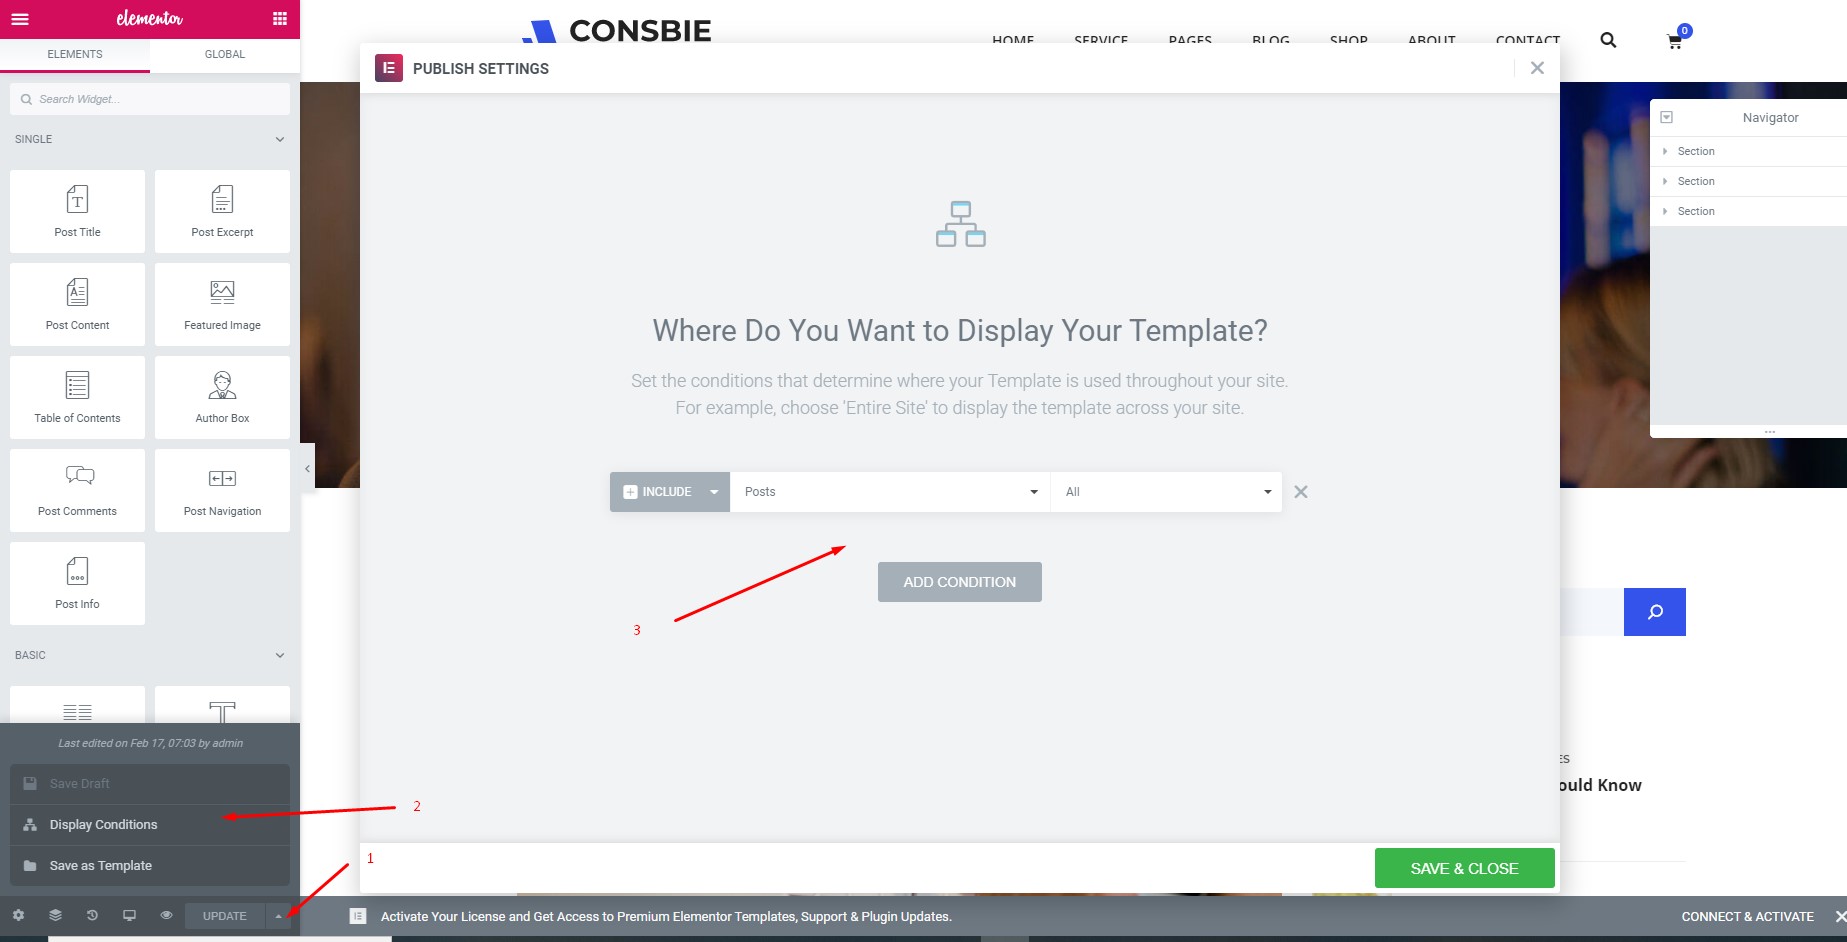 elementor
ELEMENTS
GLOBAL
Search Widget...
SINGLE
Post Title
Post Excerpt
Post Content
Featured Image
Table of Contents
Author Box
Post Comments
Post Navigation
Post Info
BASIC
Last edited on Feb 17, 07:03 by admin
Save Draft
Display Conditions
Save as Template
UPDATE
CONSBIE
HOME
SERVICE
PAGES
BLOG
SHOP
ABOUT
CONTACT
0
PUBLISH SETTINGS
Where Do You Want to Display Your Template?
Set the conditions that determine where your Template is used throughout your site.
For example, choose 'Entire Site' to display the template across your site.
INCLUDE
Posts
All
ADD CONDITION
3
2
1
SAVE & CLOSE
Navigator
Section
Section
Section
ES
ould Know
Activate Your License and Get Access to Premium Elementor Templates, Support & Plugin Updates.
CONNECT & ACTIVATE